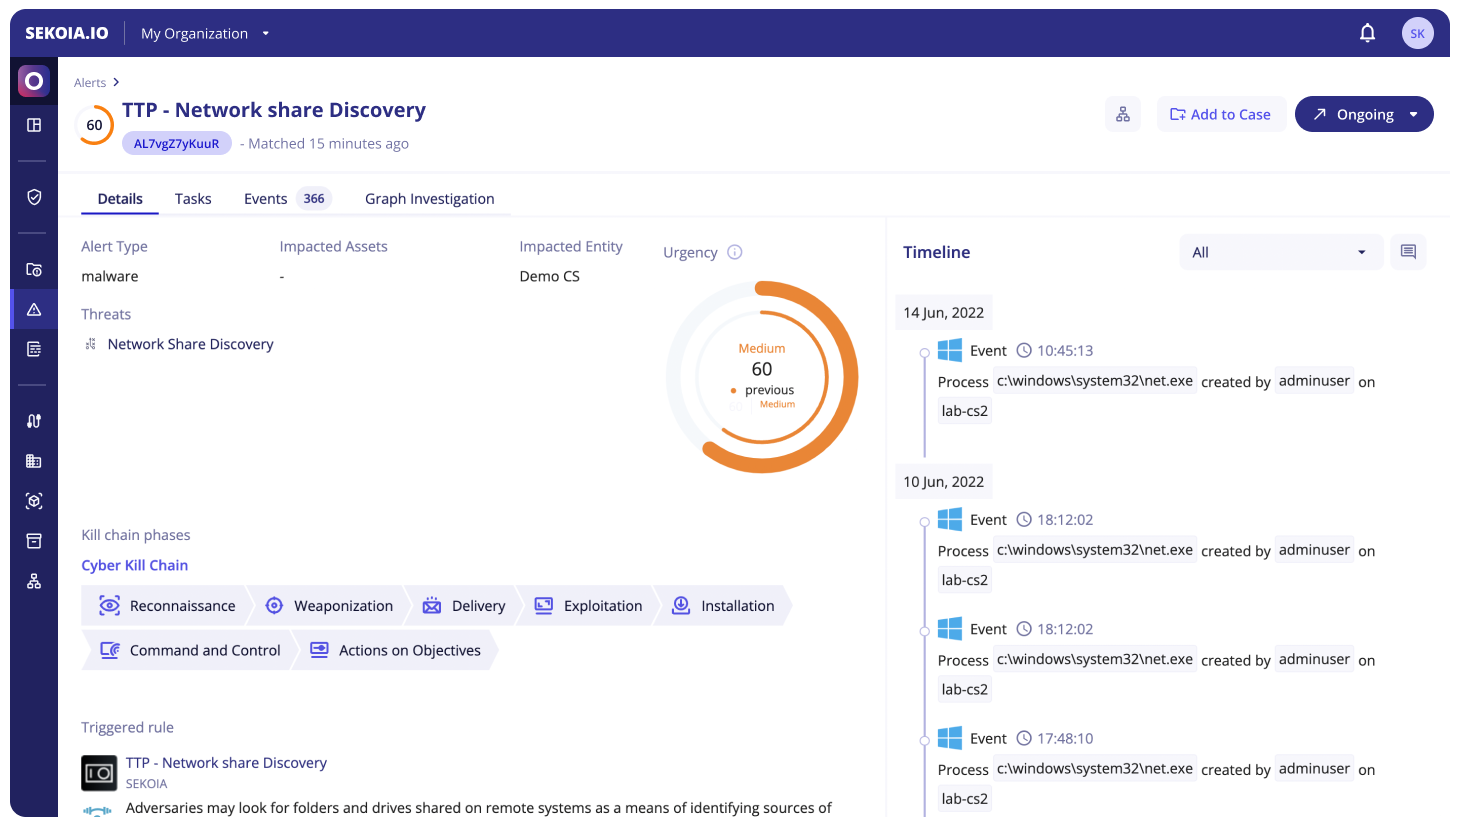 SEKOIA.IO
My Organization
SK
Alerts
60
TTP - Network share Discovery
AL7vgZ7yKuuR - Matched 15 minutes ago
Add to Case
Ongoing
Details Tasks Events 366 Graph Investigation
Alert Type
malware
Impacted Assets
-
Impacted Entity
Demo CS
Urgency
Threats
Network Share Discovery
Medium
60
previous
Medium
Kill chain phases
Cyber Kill Chain
Reconnaissance Weaponization Delivery Exploitation Installation
Command and Control Actions on Objectives
Triggered rule
TTP - Network share Discovery
SEKOIA
Adversaries may look for folders and drives shared on remote systems as a means of identifying sources of
Timeline
All
14 Jun, 2022
Event 10:45:13
Process c:\windows\system32\net.exe created by adminuser on
lab-cs2
10 Jun, 2022
Event 18:12:02
Process c:\windows\system32\net.exe created by adminuser on
lab-cs2
Event 18:12:02
Process c:\windows\system32\net.exe created by adminuser on
lab-cs2
Event 17:48:10
Process c:\windows\system32\net.exe created by adminuser on
lab-cs2